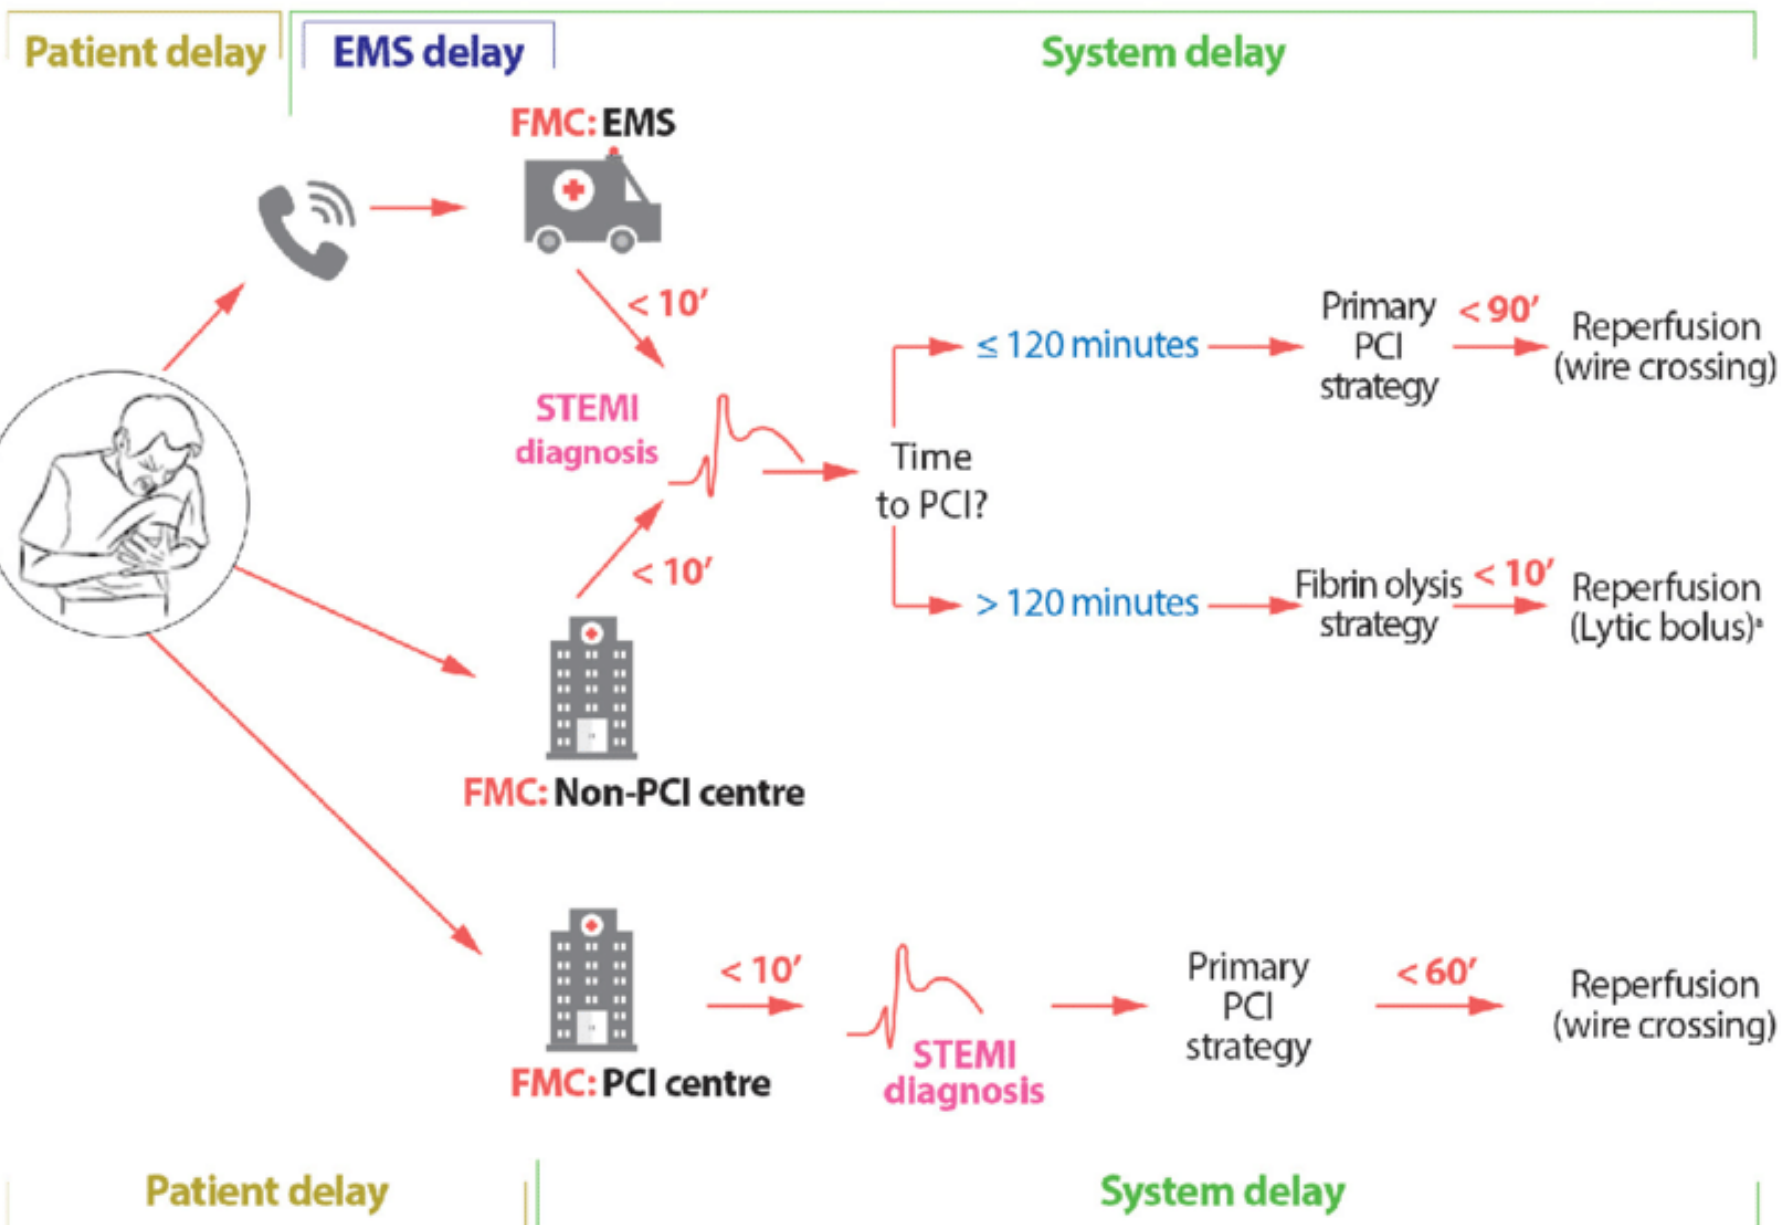 Patient delay
EMS delay
System delay
FMC: EMS
< 10′
STEMI
diagnosis
< 10′
Time
to PCI?
≤ 120 minutes
Primary
PCI
strategy
< 90′
Reperfusion
(wire crossing)
> 120 minutes
Fibrin olysis
strategy
< 10′
Reperfusion
(Lytic bolus)ª
FMC: Non-PCI centre
FMC: PCI centre
< 10′
STEMI
diagnosis
Primary
PCI
strategy
< 60′
Reperfusion
(wire crossing)
Patient delay
System delay